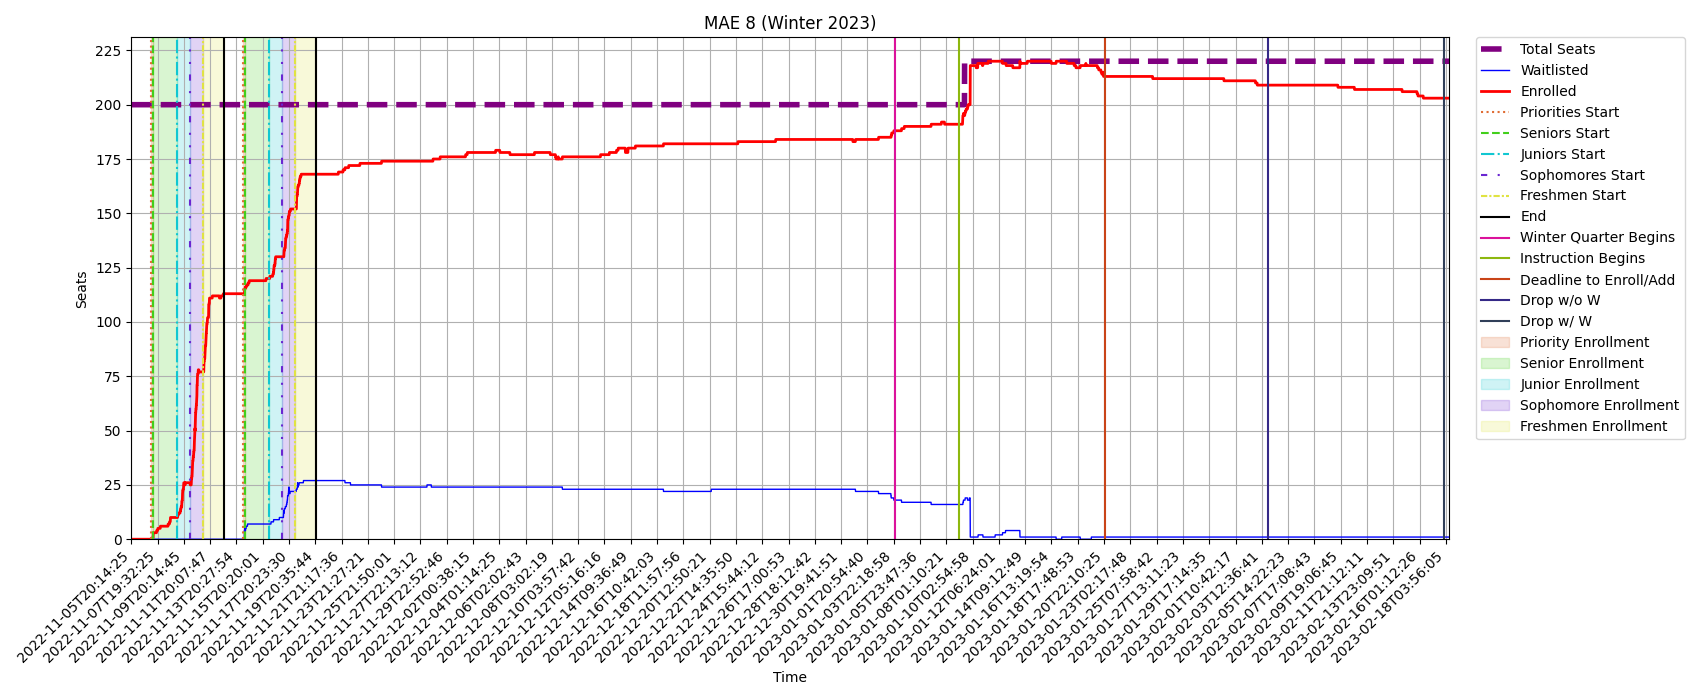 MAE 8 (Winter 2023)
Seats
225
200
175
150
125
100
75
50
25
0
2022-11-05T20:14:25
2022-11-07T19:32:25
2022-11-09T20:14:45
2022-11-11T20:07:47
2022-11-13T20:27:54
2022-11-15T20:20:01
2022-11-17T20:23:30
2022-11-19T20:35:44
2022-11-21T21:17:36
2022-11-23T21:27:21
2022-11-25T21:50:01
2022-11-27T22:13:12
2022-11-29T22:52:46
2022-12-02T00:38:15
2022-12-04T01:14:25
2022-12-06T02:02:43
2022-12-08T03:02:19
2022-12-10T03:57:42
2022-12-12T05:16:16
2022-12-14T09:36:49
2022-12-16T10:42:03
2022-12-18T11:57:56
2022-12-20T12:50:21
2022-12-22T14:35:50
2022-12-24T15:44:12
2022-12-26T17:00:53
2022-12-28T18:12:42
2022-12-30T19:41:51
2023-01-01T20:54:40
2023-01-03T22:18:58
2023-01-05T23:47:36
2023-01-08T01:10:21
2023-01-10T02:54:58
2023-01-12T06:24:01
2023-01-14T09:12:49
2023-01-16T13:19:54
2023-01-18T17:48:53
2023-01-20T22:10:25
2023-01-23T02:17:48
2023-01-25T07:58:42
2023-01-27T13:11:23
2023-01-29T17:14:35
2023-02-01T10:42:17
2023-02-03T12:36:41
2023-02-05T14:22:23
2023-02-07T17:08:43
2023-02-09T19:06:45
2023-02-11T21:12:11
2023-02-13T23:09:51
2023-02-16T01:12:26
2023-02-18T03:56:05
Time
Total Seats
Waitlisted
Enrolled
Priorities Start
Seniors Start
Juniors Start
Sophomores Start
Freshmen Start
End
Winter Quarter Begins
Instruction Begins
Deadline to Enroll/Add
Drop w/o W
Drop w/ W
Priority Enrollment
Senior Enrollment
Junior Enrollment
Sophomore Enrollment
Freshmen Enrollment